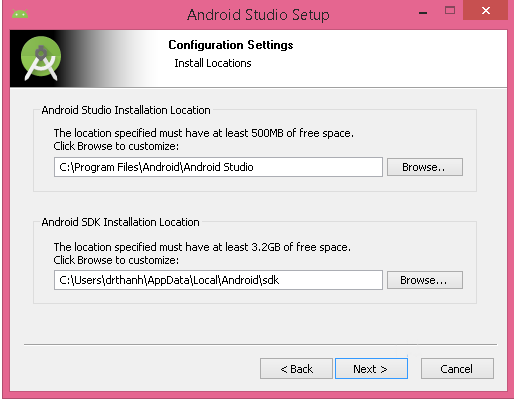 Android Studio Setup
Configuration Settings
Install Locations
Android Studio Installation Location
The location specified must have at least 500MB of free space.
Click Browse to customize:
C:\Program Files\Android\Android Studio
Browse..
Android SDK Installation Location
The location specified must have at least 3.2GB of free space.
Click Browse to customize:
C:\Users\drthanh\AppData\Local\Android\sdk
Browse...
< Back
Next >
Cancel